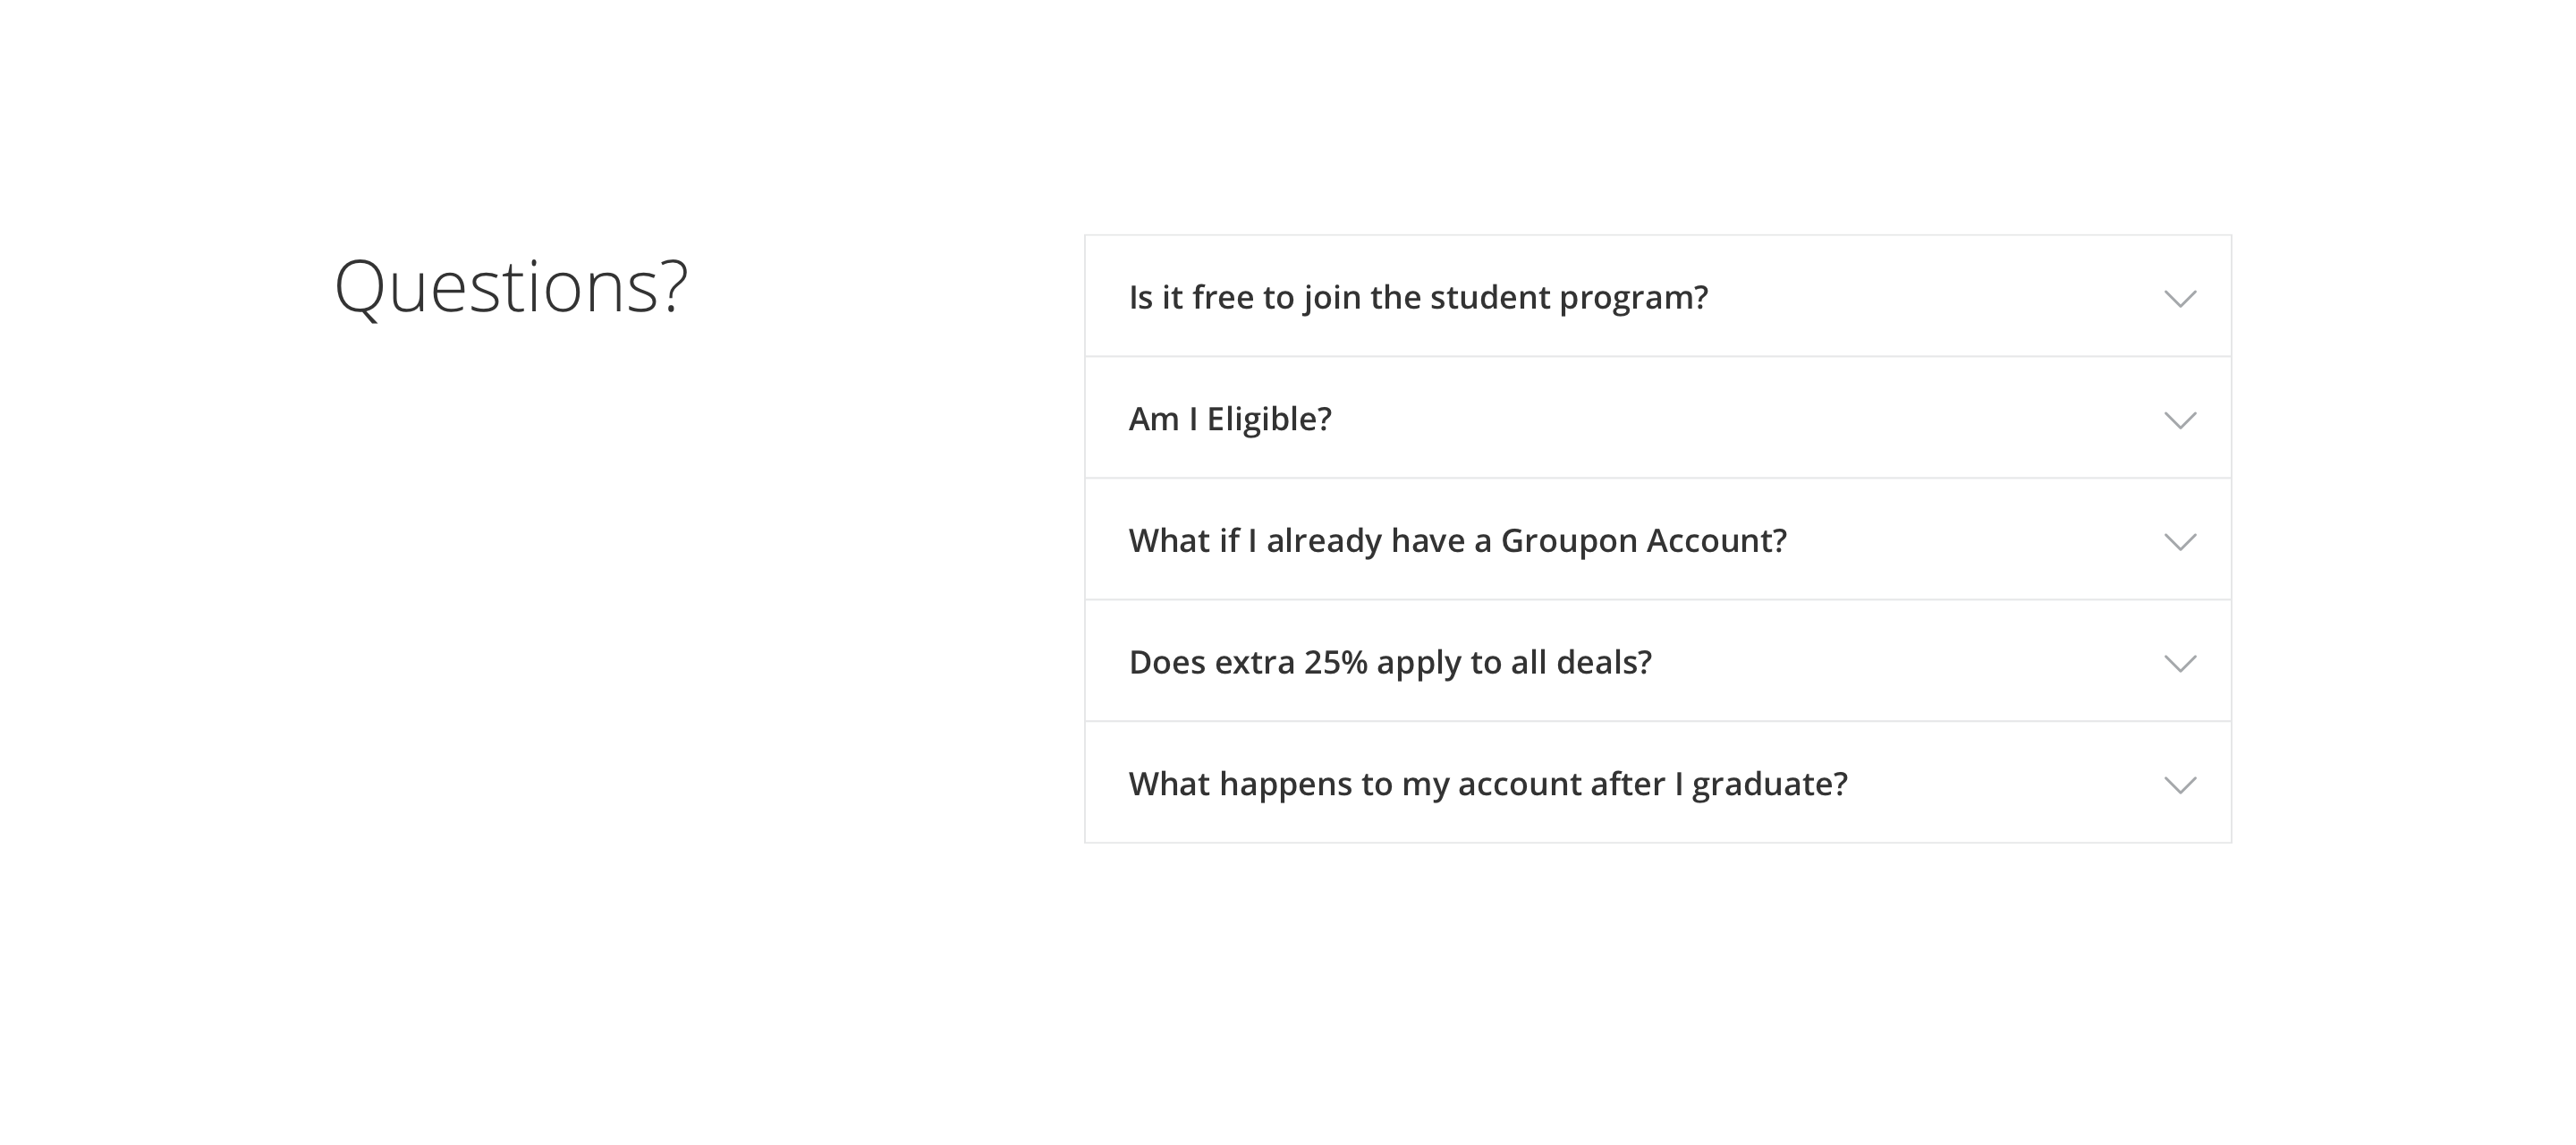 Questions?
Is it free to join the student program?
Am I Eligible?
What if I already have a Groupon Account?
Does extra 25% apply to all deals?
What happens to my account after I graduate?